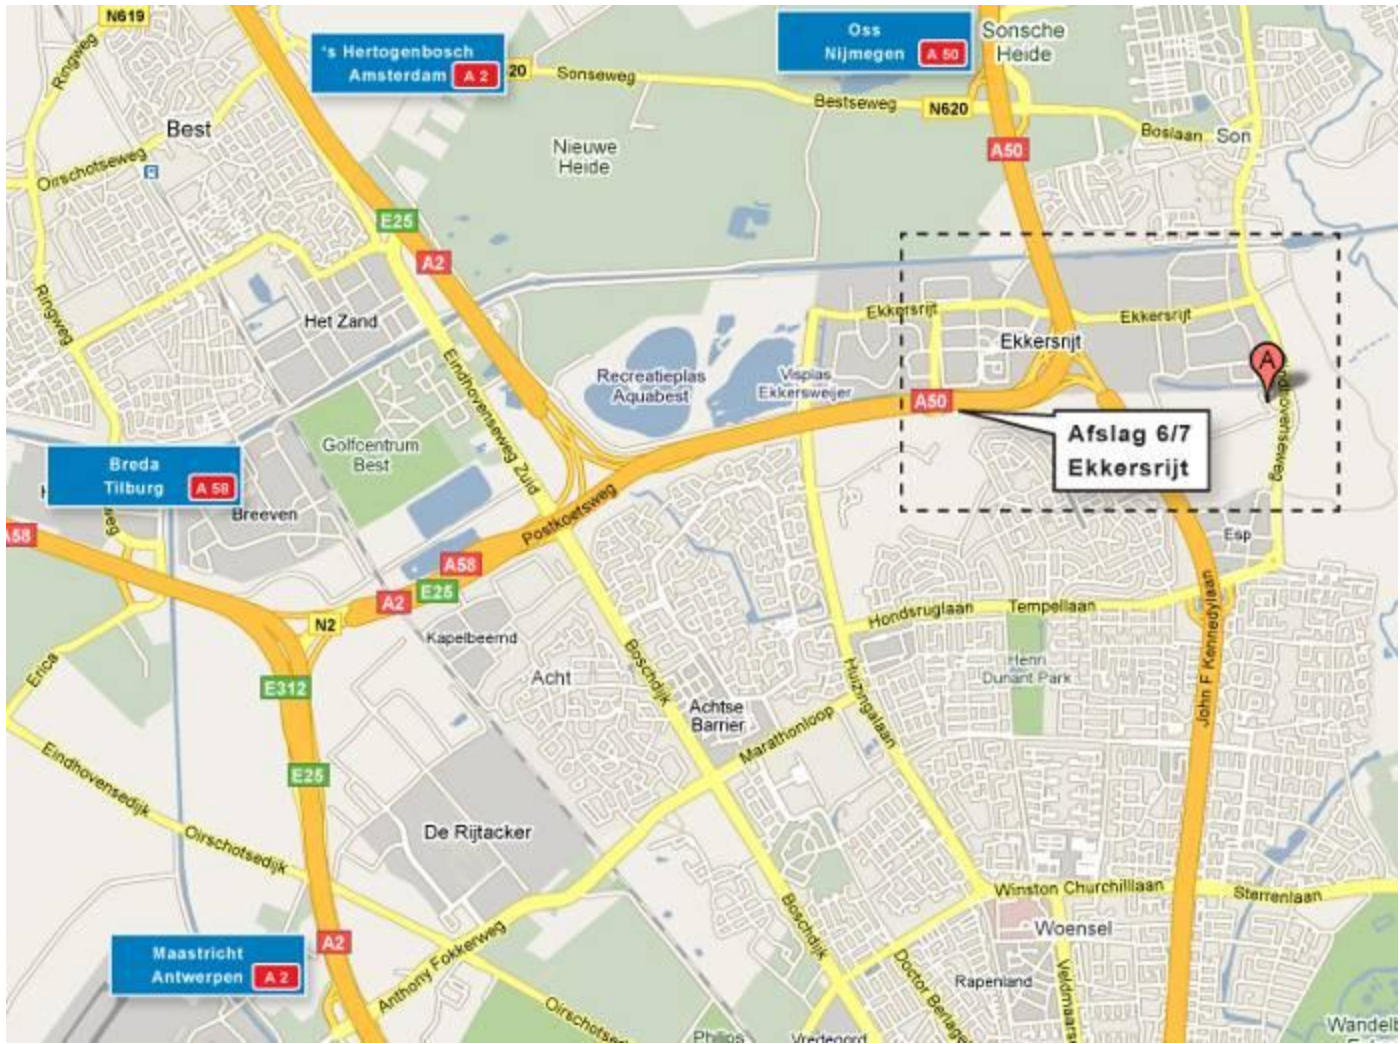 N619
Ringweg
's Hertogenbosch
Amsterdam A 2
20
Sonseweg
Oss
Nijmegen A 50
Sonsche
Heide
Bestseweg
N620
Boslaan
Son
Best
Oirschotseweg
Nieuwe
Heide
A50
E25
A2
Ringweg
Het Zand
Ekkersrijt
Ekkersrijt
Ekkersrijt
Eindhovenseweg Zuid
Recreatieplas
Aquabest
Visplas
Ekkersweijer
A
A50
Afslag 6/7
Ekkersrijt
Golfcentrum
Best
Breda
Tilburg A 58
Breeven
Postkoetsweg
Esp
A58
A58
E25
A2
N2
Kapelbeemd
Hondsruglaan
Tempellaan
Erica
Boschdijk
Acht
Huizingalaan
Henri
Dunant Park
John F Kennedylaan
E312
Achtse
Barrier
Marathonloop
E25
Eindhovensedijk
Oirschotsedijk
De Rijtacker
Winston Churchilllaan
Sterrenlaan
Boschdijk
Woensel
Maastricht
Antwerpen A 2
A2
Anthony Fokkerweg
Rapenland
Philips
Vredeoord